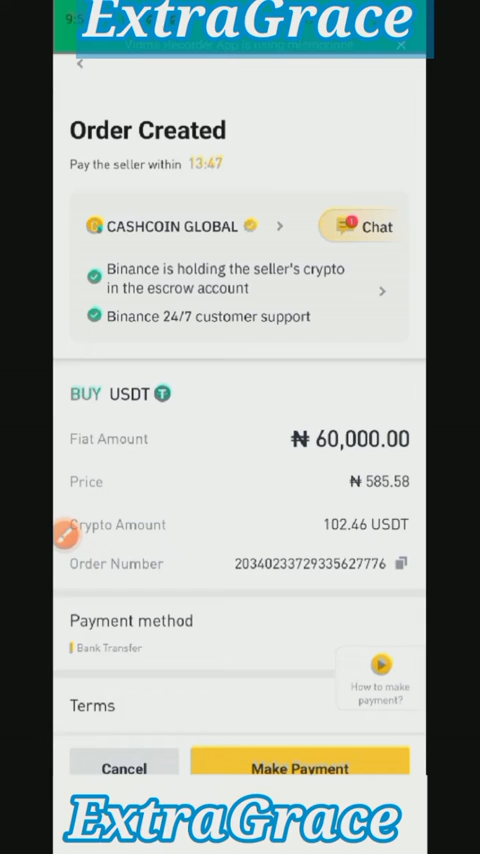 9:5
ExtraGrace
Order Created
Pay the seller within 13:47
CASHCOIN GLOBAL
1
Chat
Binance is holding the seller's crypto
in the escrow account
Binance 24/7 customer support
BUY USDT
Fiat Amount ₦ 60,000.00
Price ₦ 585.58
Crypto Amount 102.46 USDT
Order Number 20340233729335627776
Payment method
Bank Transfer
How to make
payment?
Terms
Cancel Make Payment
ExtraGrace